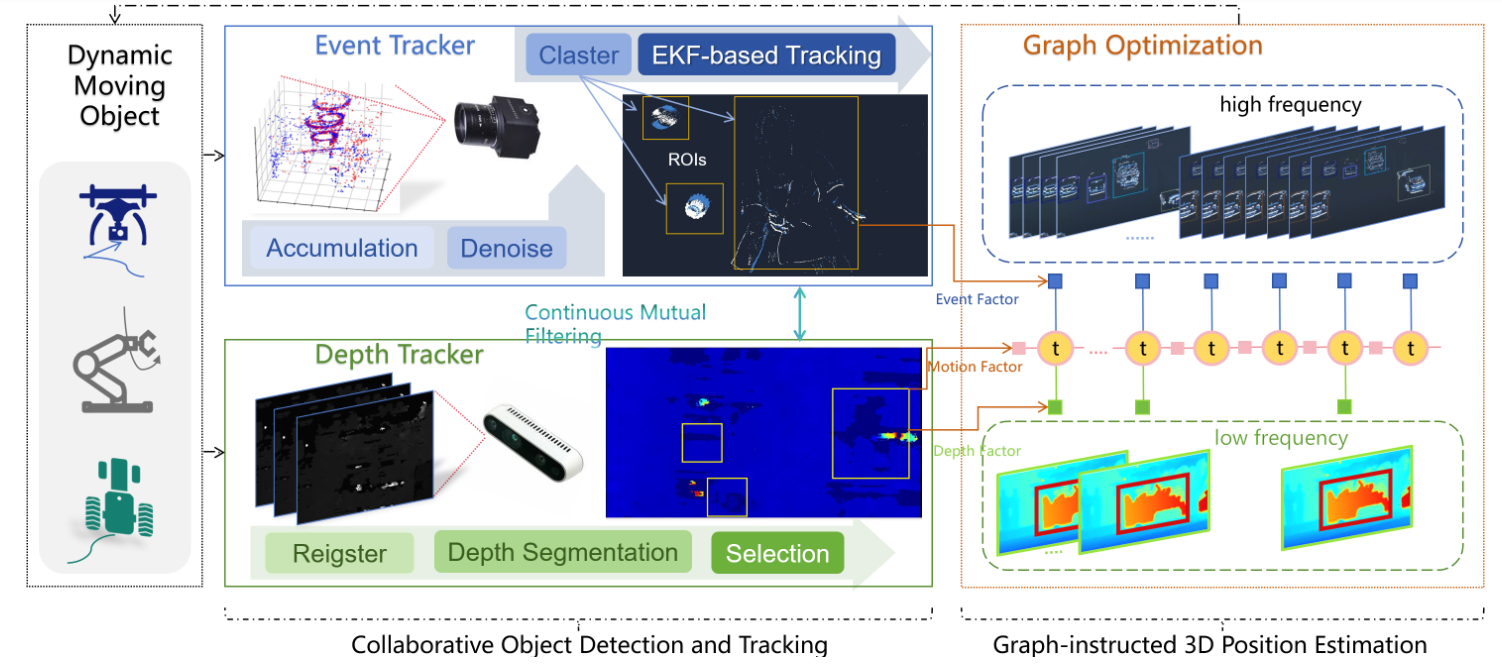 Dynamic
Moving
Object
Event Tracker
Claster
EKF-based Tracking
ROIs
Accumulation
Denoise
Continuous Mutual
Filtering
Depth Tracker
Reigster
Depth Segmentation
Selection
Collaborative Object Detection and Tracking
Graph Optimization
high frequency
......
Event Factor
t
....
t
t
t
t
t
Motion Factor
Depth Factor
low frequency
....
Graph-instructed 3D Position Estimation